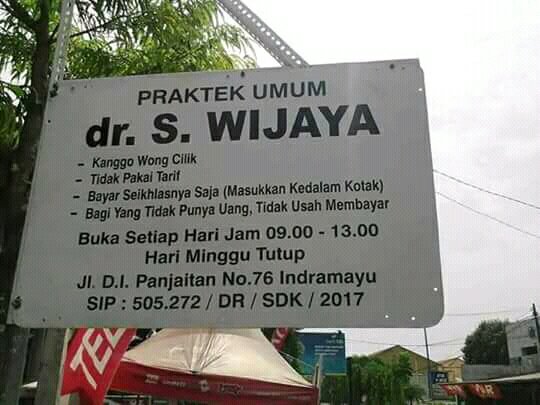 PRAKTEK UMUM
dr. S. WIJAYA
- Kanggo Wong Cilik
- Tidak Pakai Tarif
- Bayar Seikhlasnya Saja (Masukkan Kedalam Kotak)
- Bagi Yang Tidak Punya Uang, Tidak Usah Membayar
Buka Setiap Hari Jam 09.00 - 13.00
Hari Minggu Tutup
Jl. D.I. Panjaitan No.76 Indramayu
SIP : 505.272 / DR / SDK / 2017